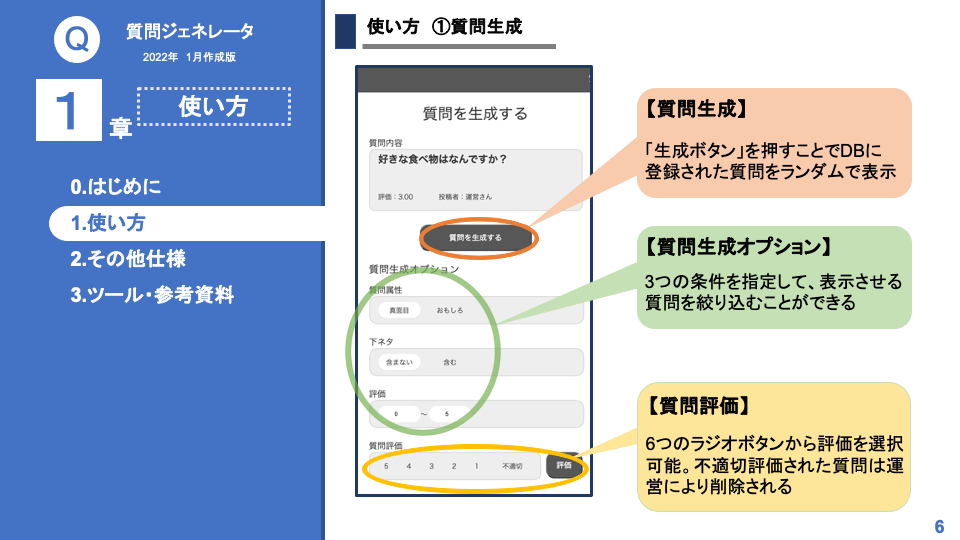 Q
質問ジェネレータ
2022年 1月作成版
1
章
使い方
0.はじめに
1.使い方
2.その他仕様
3.ツール・参考資料
使い方 ①質問生成
質問を生成する
質問内容
好きな食べ物はなんですか？
評価：3.00 投稿者：運営さん
質問を生成する
質問生成オプション
質問属性
真面目 おもしろ
下ネタ
含まない 含む
評価
0 ～ 5
質問評価
5 4 3 2 1 不適切 評価
【質問生成】
「生成ボタン」を押すことでDBに
登録された質問をランダムで表示
【質問生成オプション】
3つの条件を指定して、表示させる
質問を絞り込むことができる
【質問評価】
6つのラジオボタンから評価を選択
可能。不適切評価された質問は運
営により削除される
6